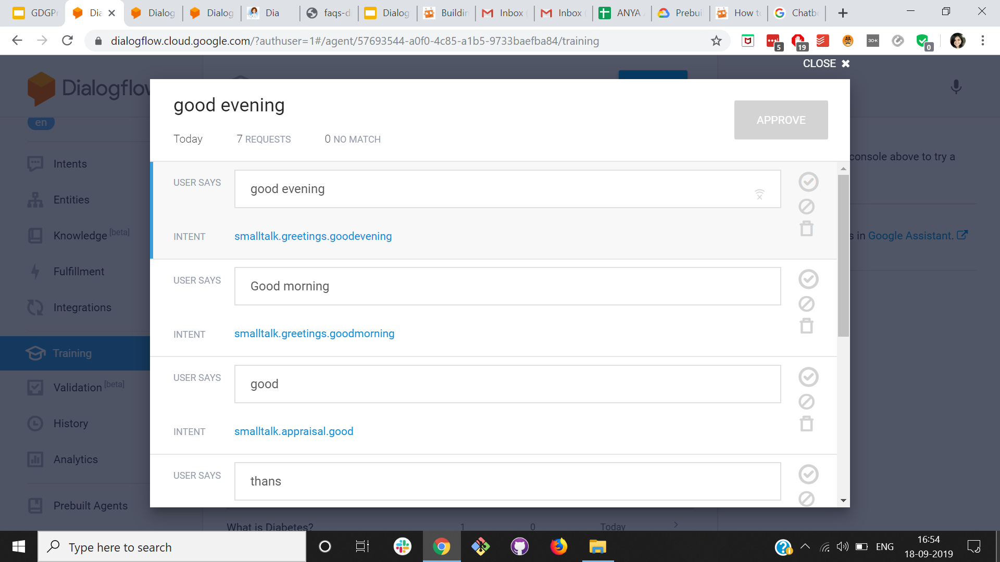 GDGPr
Dia
Dialog
Dialog
Dia
faqs-d
Dialog
Buildin
Inbox
Inbox
ANYA
Prebui
How to
Chatb
dialogflow.cloud.google.com/?authuser=1#/agent/57693544-a0f0-4c85-a1b5-9733baefba84/training
5
19
30
0
CLOSE
Dialogflow
en
Intents
Entities
Knowledge [beta]
Fulfillment
Integrations
Training
Validation [beta]
History
Analytics
Prebuilt Agents
good evening
APPROVE
Today
7 REQUESTS
0 NO MATCH
USER SAYS
good evening
INTENT
smalltalk.greetings.goodevening
USER SAYS
Good morning
INTENT
smalltalk.greetings.goodmorning
USER SAYS
good
INTENT
smalltalk.appraisal.good
USER SAYS
thans
console above to try a
s in Google Assistant.
What is Diabetes?
1
0
Today
Type here to search
ENG
16:54
18-09-2019